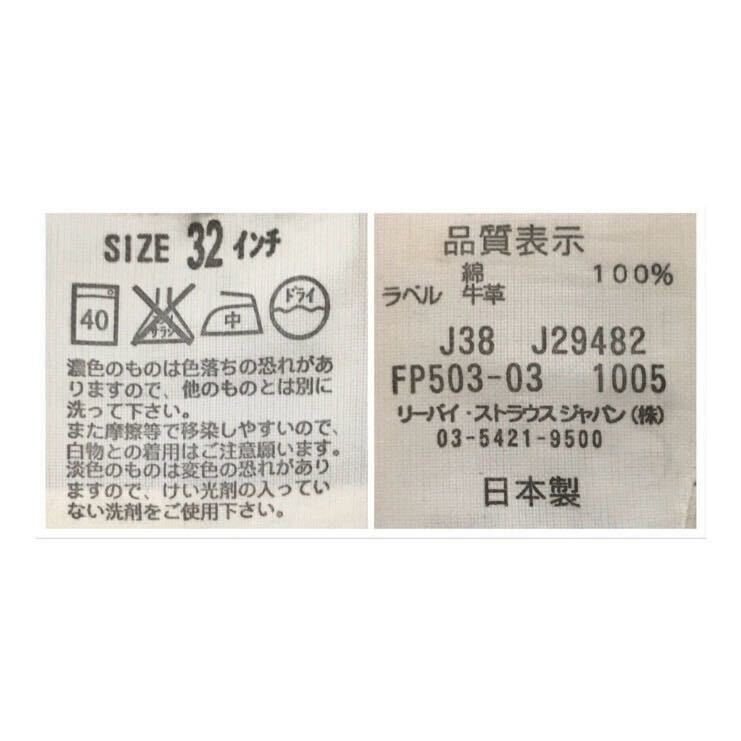 SIZE 32 インチ
40
エンソ
サラシ
中
ドライ
濃色のものは色落ちの恐れがあ
りますので、他のものとは別に
洗って下さい。
また摩擦等で移染しやすいので、
白物との着用はご注意願います。
淡色のものは変色の恐れがあり
ますので、けい光剤の入ってい
ない洗剤をご使用下さい。
品質表示
綿 100%
ラベル 牛革
J38 J29482
FP503-03 1005
リーバイ・ストラウスジャパン(株)
03-5421-9500
日本製